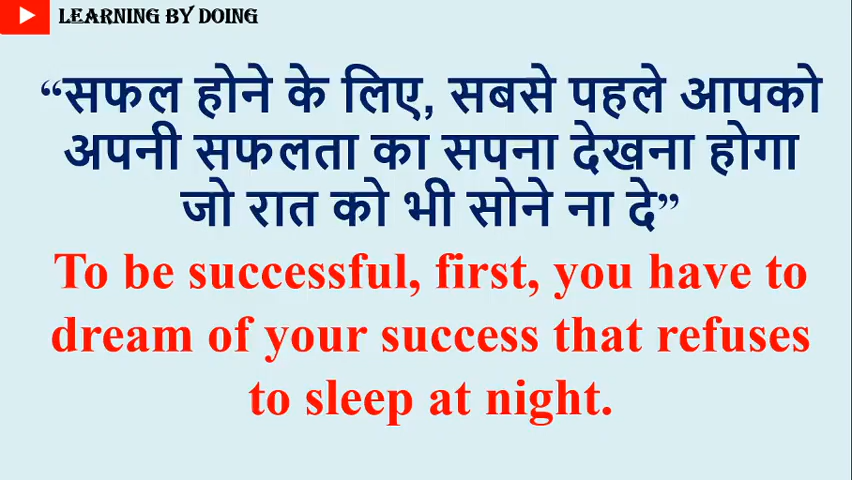 LEARNING BY DOING
“सफल होने के लिए, सबसे पहले आपको
अपनी सफलता का सपना देखना होगा
जो रात को भी सोने ना दे”
To be successful, first, you have to
dream of your success that refuses
to sleep at night.